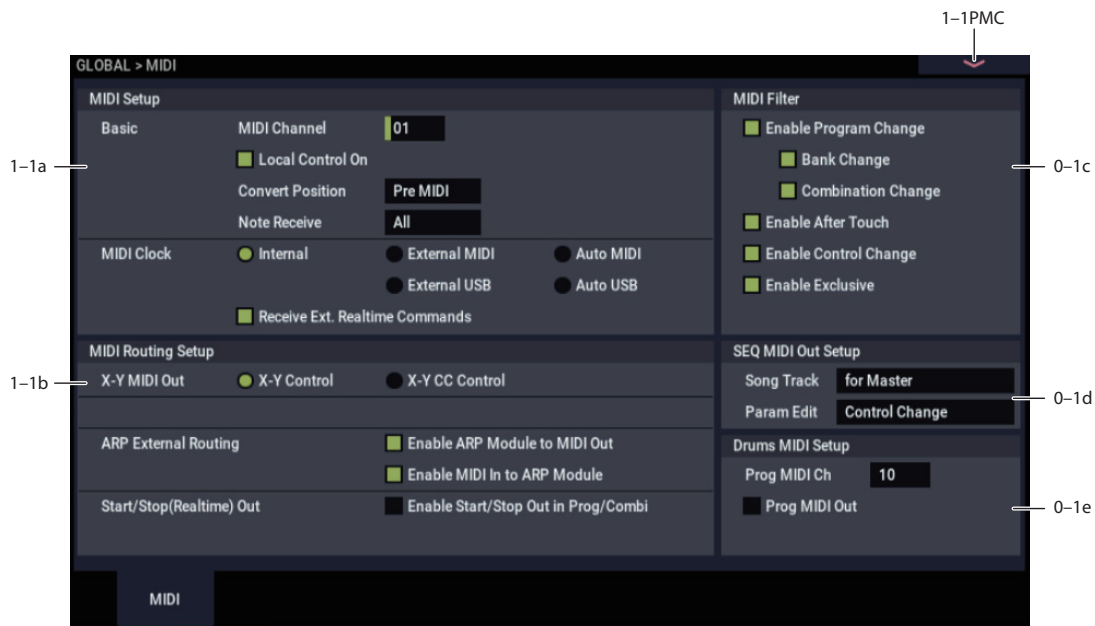 1–1PMC
GLOBAL > MIDI
MIDI Setup
Basic
MIDI Channel 01
Local Control On
Convert Position Pre MIDI
Note Receive All
MIDI Clock
Internal External MIDI Auto MIDI
External USB Auto USB
Receive Ext. Realtime Commands
1–1a
MIDI Routing Setup
X-Y MIDI Out X-Y Control X-Y CC Control
ARP External Routing Enable ARP Module to MIDI Out
Enable MIDI In to ARP Module
Start/Stop(Realtime) Out Enable Start/Stop Out in Prog/Combi
1–1b
MIDI Filter
Enable Program Change
Bank Change
Combination Change
Enable After Touch
Enable Control Change
Enable Exclusive
0–1c
SEQ MIDI Out Setup
Song Track for Master
Param Edit Control Change
0–1d
Drums MIDI Setup
Prog MIDI Ch 10
Prog MIDI Out
0–1e
MIDI